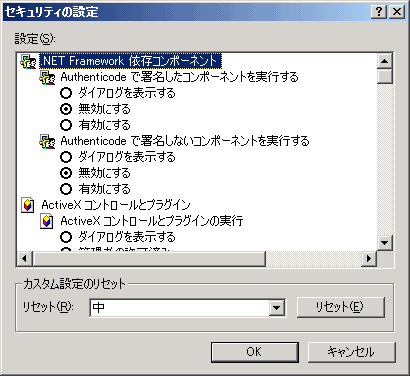 セキュリティの設定
設定(S):
.NET Framework 依存コンポーネント
Authenticode で署名したコンポーネントを実行する
ダイアログを表示する
無効にする
有効にする
Authenticode で署名しないコンポーネントを実行する
ダイアログを表示する
無効にする
有効にする
ActiveX コントロールとプラグイン
ActiveX コントロールとプラグインの実行
ダイアログを表示する
管理者の許可済み
カスタム設定のリセット
リセット(R): 中 リセット(E)
OK キャンセル